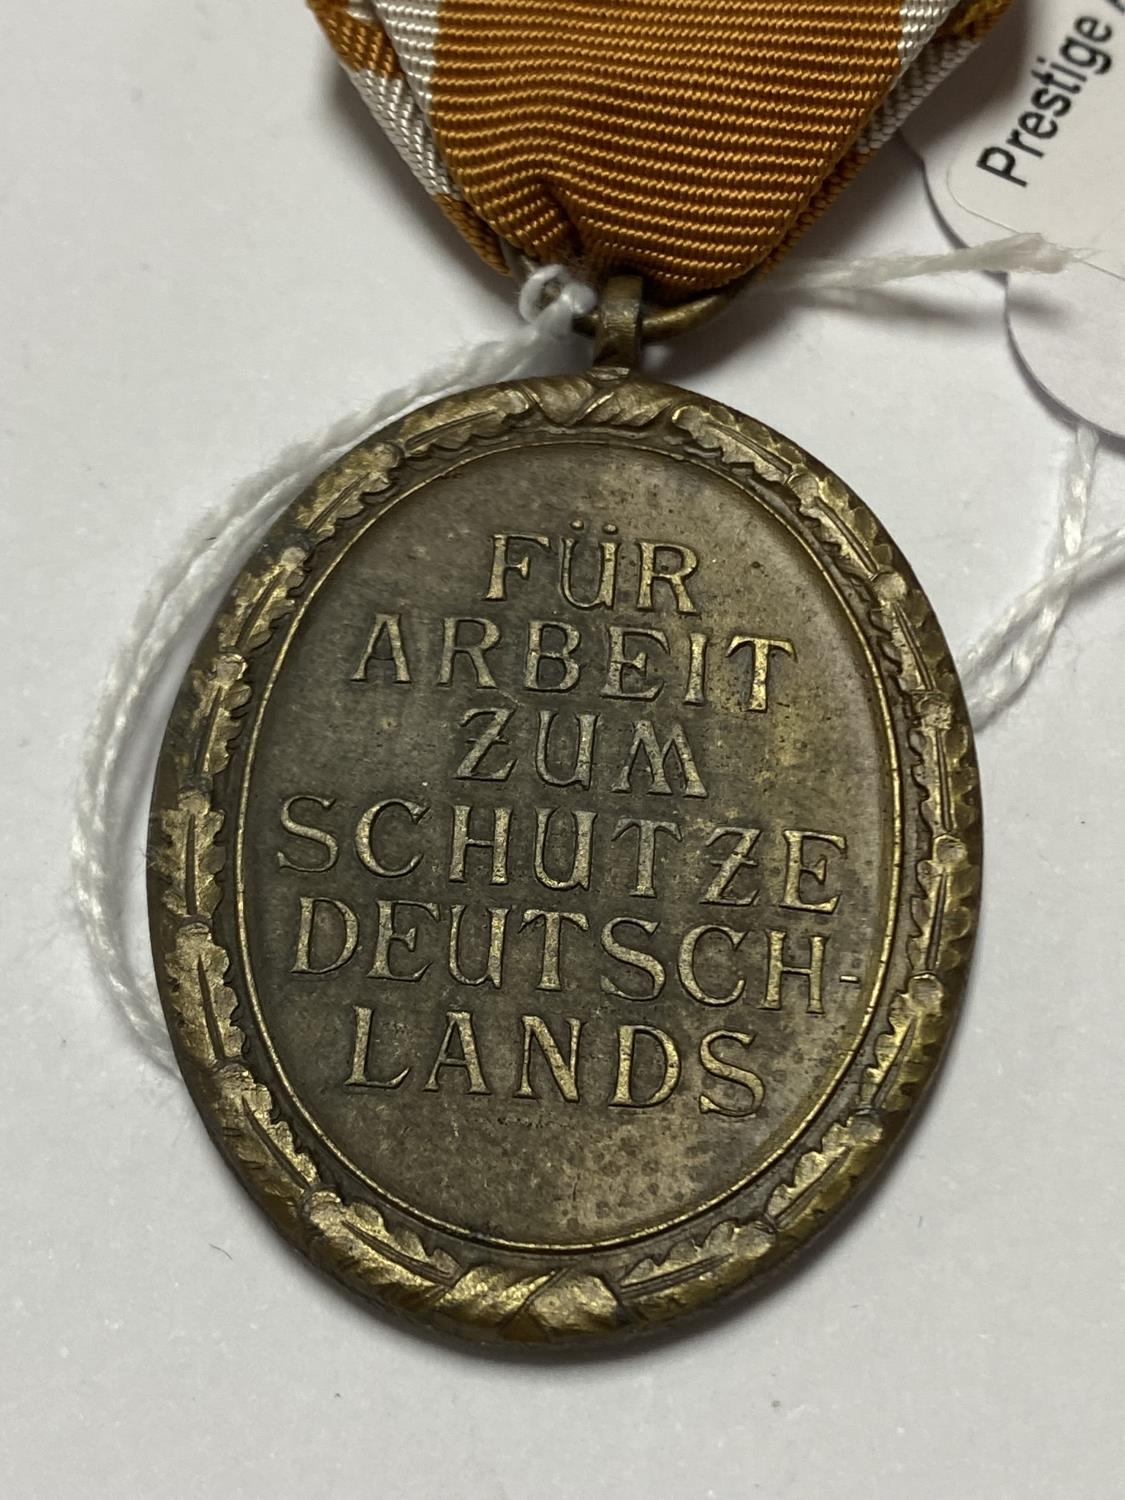 Prestige
FÜR
ARBEIT
ZUM
SCHUTZE
DEUTSCH-
LANDS